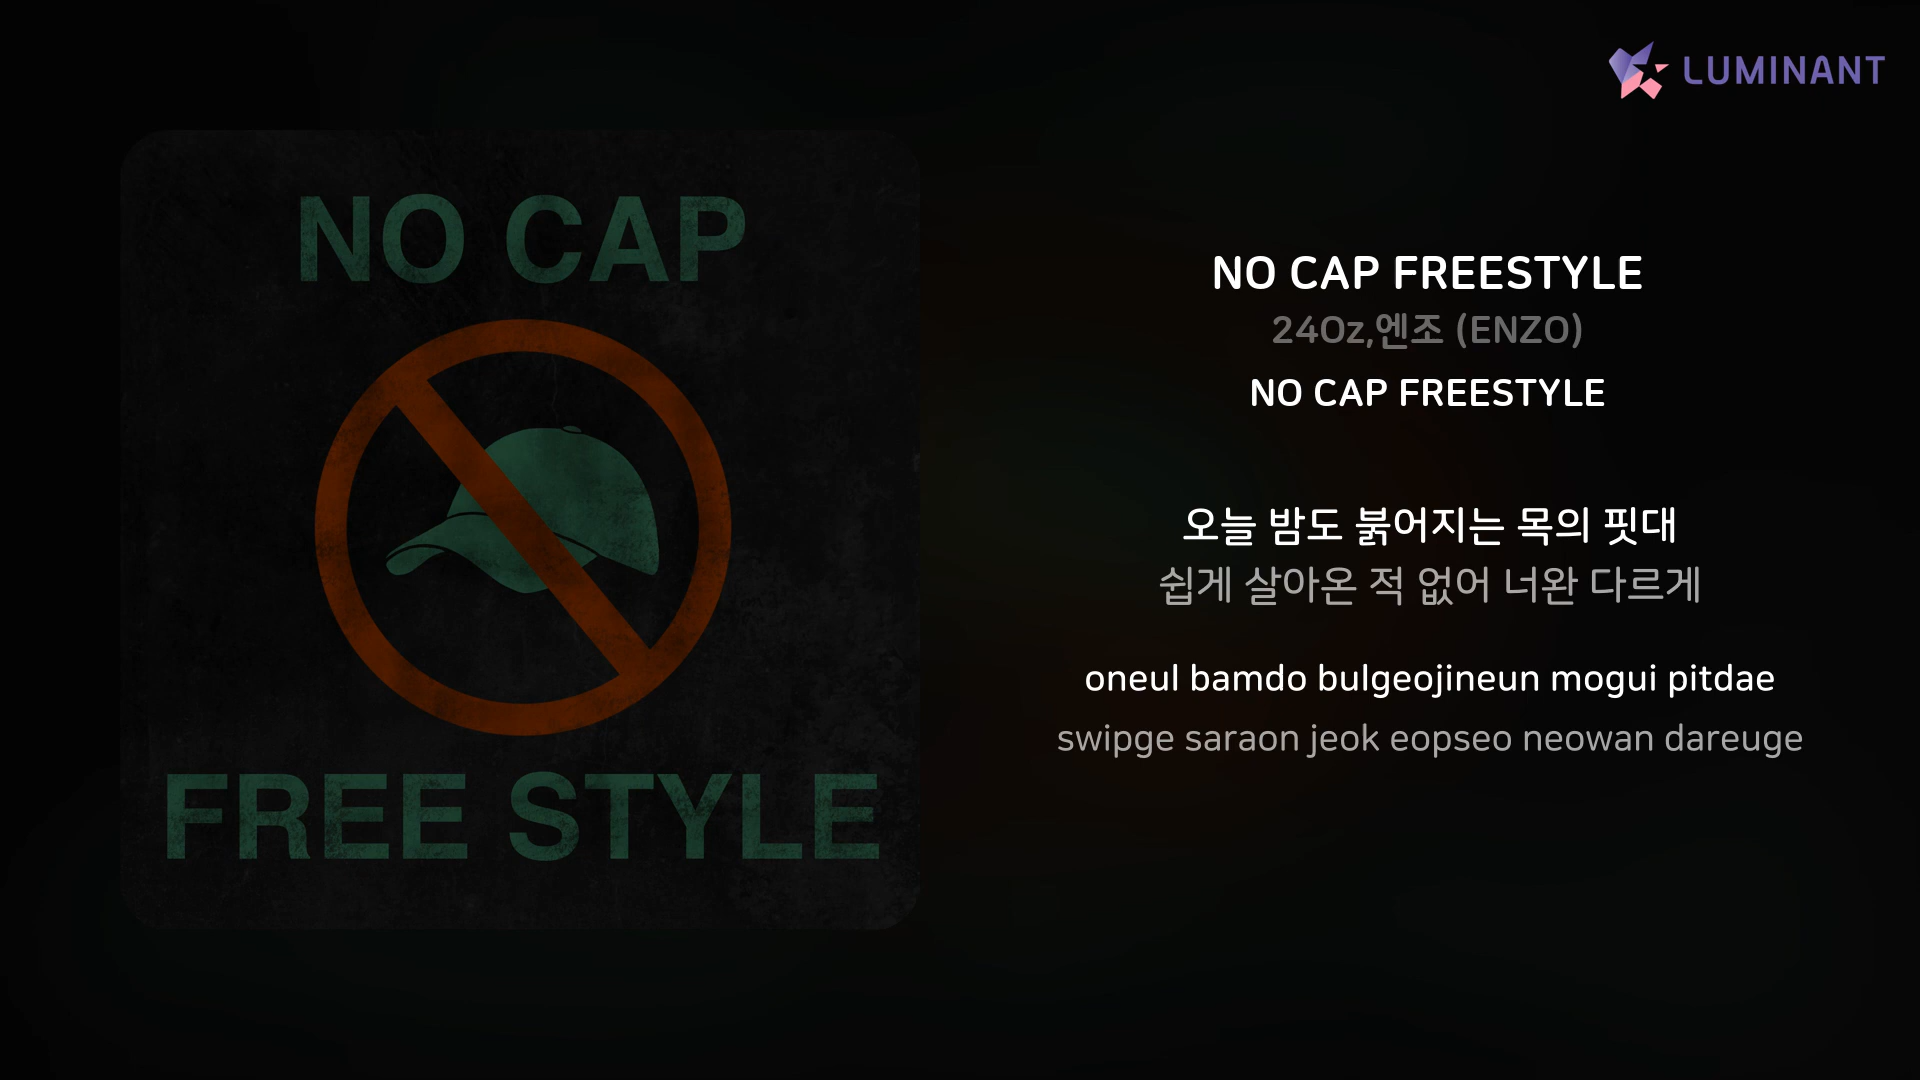 LUMINANT
NO CAP
FREE STYLE
NO CAP FREESTYLE
24Oz,엔조 (ENZO)
NO CAP FREESTYLE
오늘 밤도 붉어지는 목의 핏대
쉽게 살아온 적 없어 너완 다르게
oneul bamdo bulgeojineun mogui pitdae
swipge saraon jeok eopseo neowan dareuge